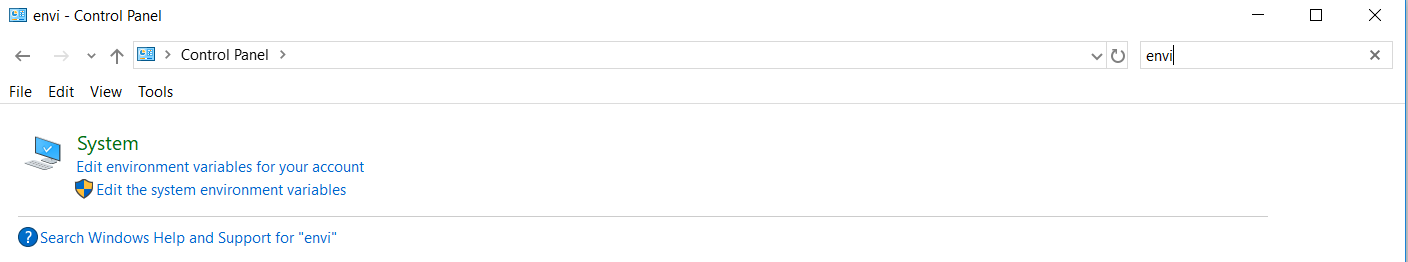 envi - Control Panel
Control Panel
envi
File Edit View Tools
System
Edit environment variables for your account
Edit the system environment variables
? Search Windows Help and Support for "envi"